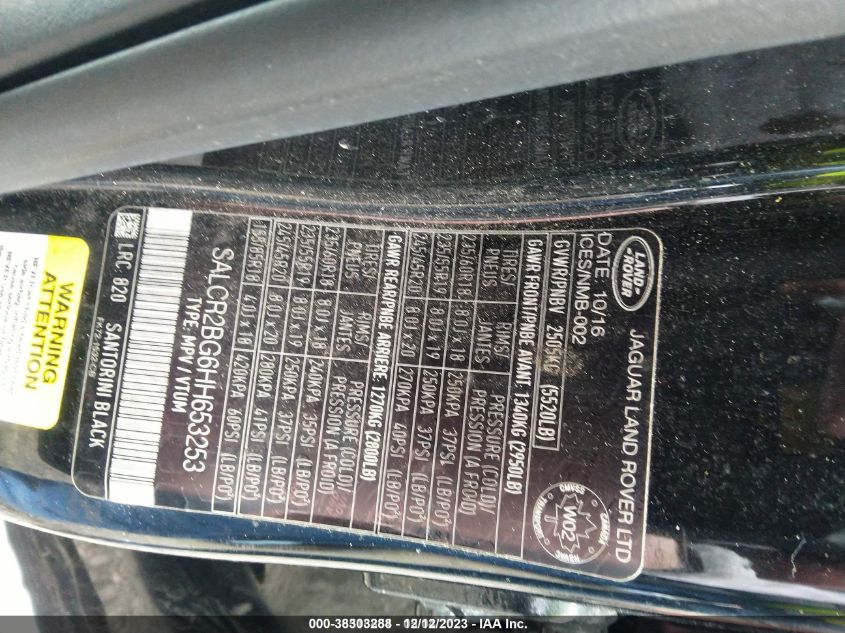 LAND ROVER
JAGUAR LAND ROVER LTD
DATE: 10/16
ICES/NMB-002
GVWR/PNBV 2505KG (5520LB)
GAWR FRONT/PNBE AVANT 1340KG (2950LB)
TIRES/ RIMS/ PRESSURE (COLD)/
PNEUS JANTES PRESSION (A FROID)
235/60R18 8.0J x 18 250KPA 37PSI (LB/PO²)
235/55R19 8.0J x 19 250KPA 37PSI (LB/PO²)
245/45R20 8.0J x 20 270KPA 40PSI (LB/PO²)
GAWR REAR/PNBE ARRIERE 1270KG (2800LB)
TIRES/ RIMS/ PRESSURE (COLD)/
PNEUS JANTES PRESSION (A FROID)
235/60R18 8.0J x 18 240KPA 35PSI (LB/PO²)
235/55R19 8.0J x 19 250KPA 37PSI (LB/PO²)
245/45R20 8.0J x 20 280KPA 41PSI (LB/PO²)
4.0J x 18 420KPA 60PSI (LB/PO²)
SALCR2BG6HH653253
TYPE: MPV / VTUM
LRC 820 SANTORINI BLACK
CMVSS
CANADA
TRANSPORT
NSVAC
W02
WARNING
ATTENTION
000-38303288 - 12/12/2023 - IAA Inc.